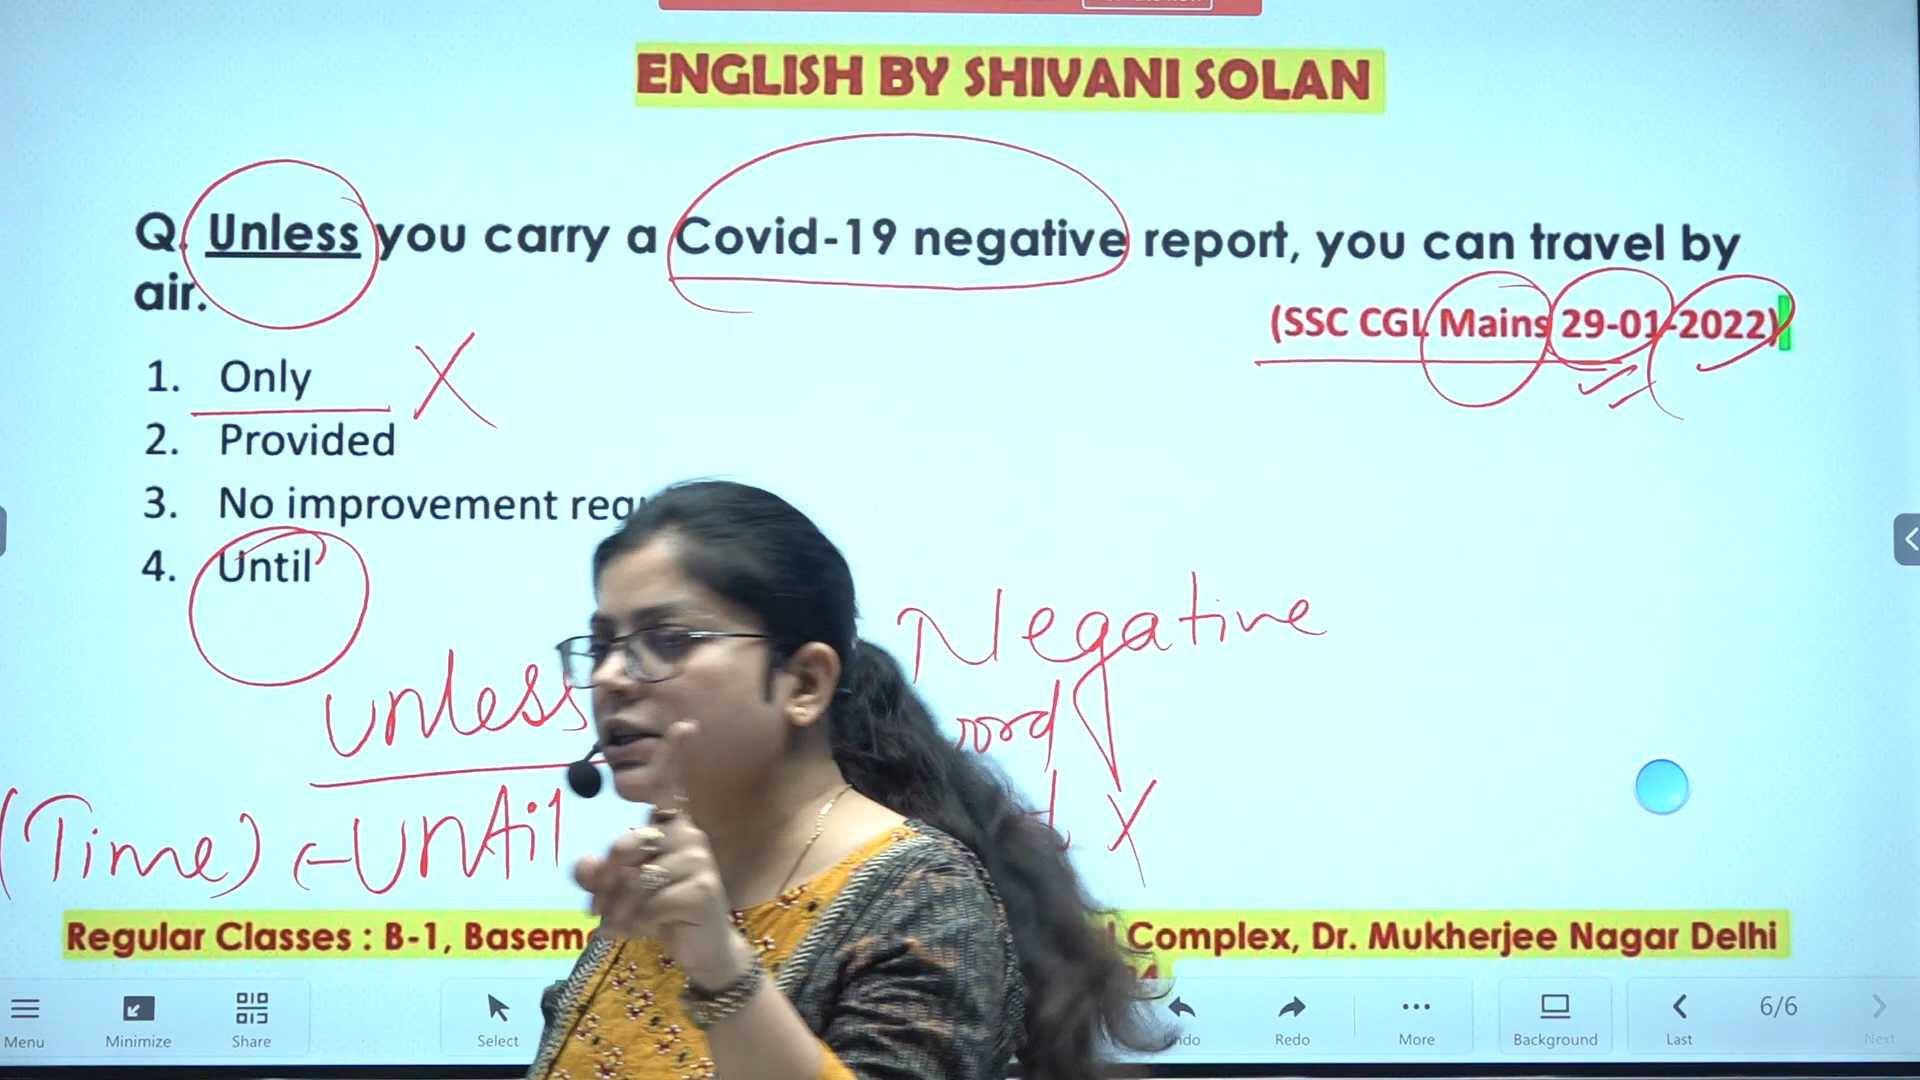 ENGLISH BY SHIVANI SOLAN
Q. Unless you carry a Covid-19 negative report, you can travel by
air.
(SSC CGL Mains 29-01-2022)
1. Only X
2. Provided
3. No improvement
4. Until
Negative
unless
word
(Time) Until X
Regular Classes : B-1, Complex, Dr. Mukherjee Nagar Delhi
Menu Minimize Share Select Redo More Background Last 6/6 Next